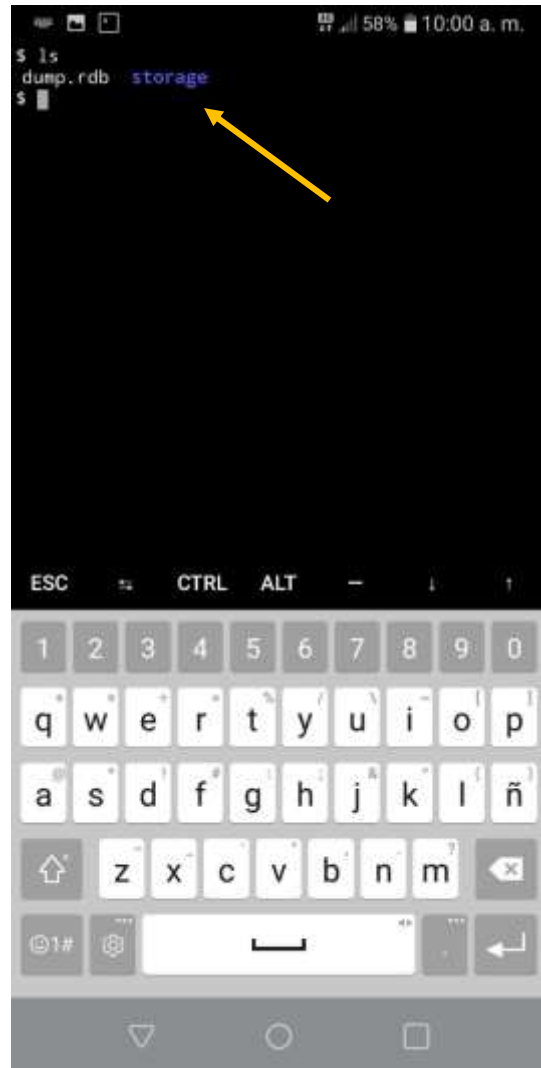 58% 10:00 a. m.
$ ls
dump.rdb storage
$
ESC CTRL ALT –
1 2 3 4 5 6 7 8 9 0
q w e r t y u i o p
a s d f g h j k l ñ
z x c v b n m
☺1# .